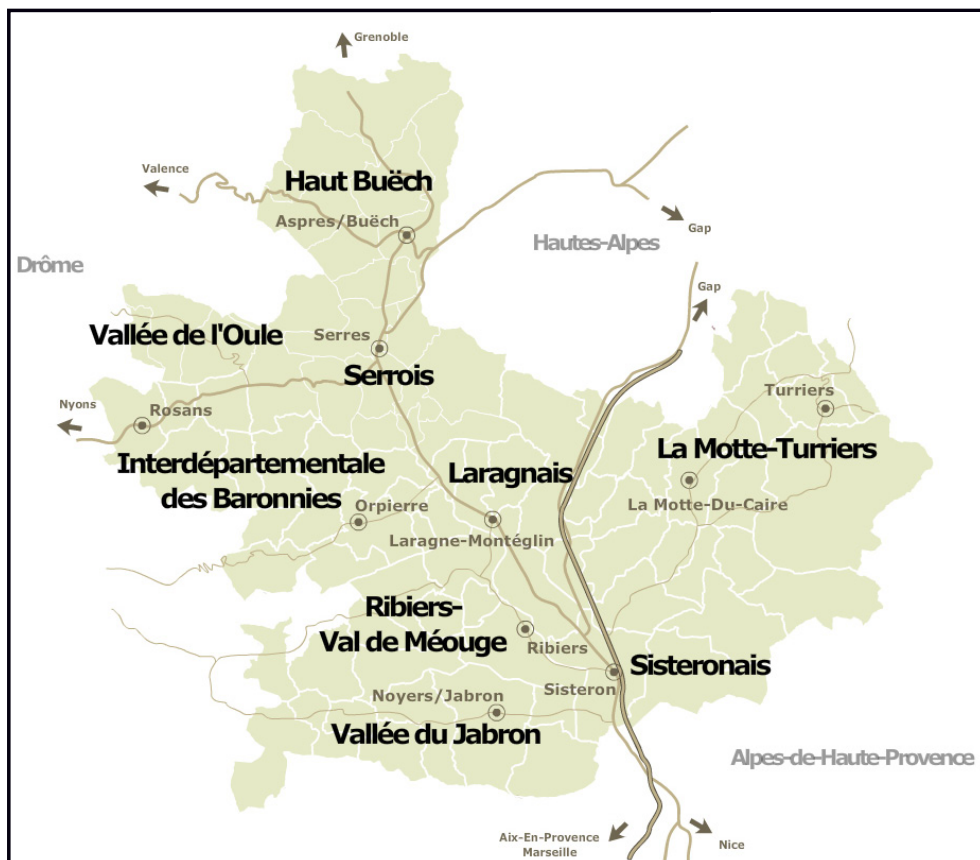 Grenoble
Valence
Haut Buëch
Aspres/Buëch
Gap
Hautes-Alpes
Drôme
Gap
Vallée de l'Oule
Serres
Serrois
Turriers
Nyons
Rosans
La Motte-Turriers
Interdépartementale
des Baronnies
Laragnais
Orpierre
La Motte-Du-Caire
Laragne-Montéglin
Ribiers-
Val de Méouge
Ribiers
Sisteronais
Sisteron
Noyers/Jabron
Vallée du Jabron
Alpes-de-Haute-Provence
Aix-En-Provence
Marseille
Nice